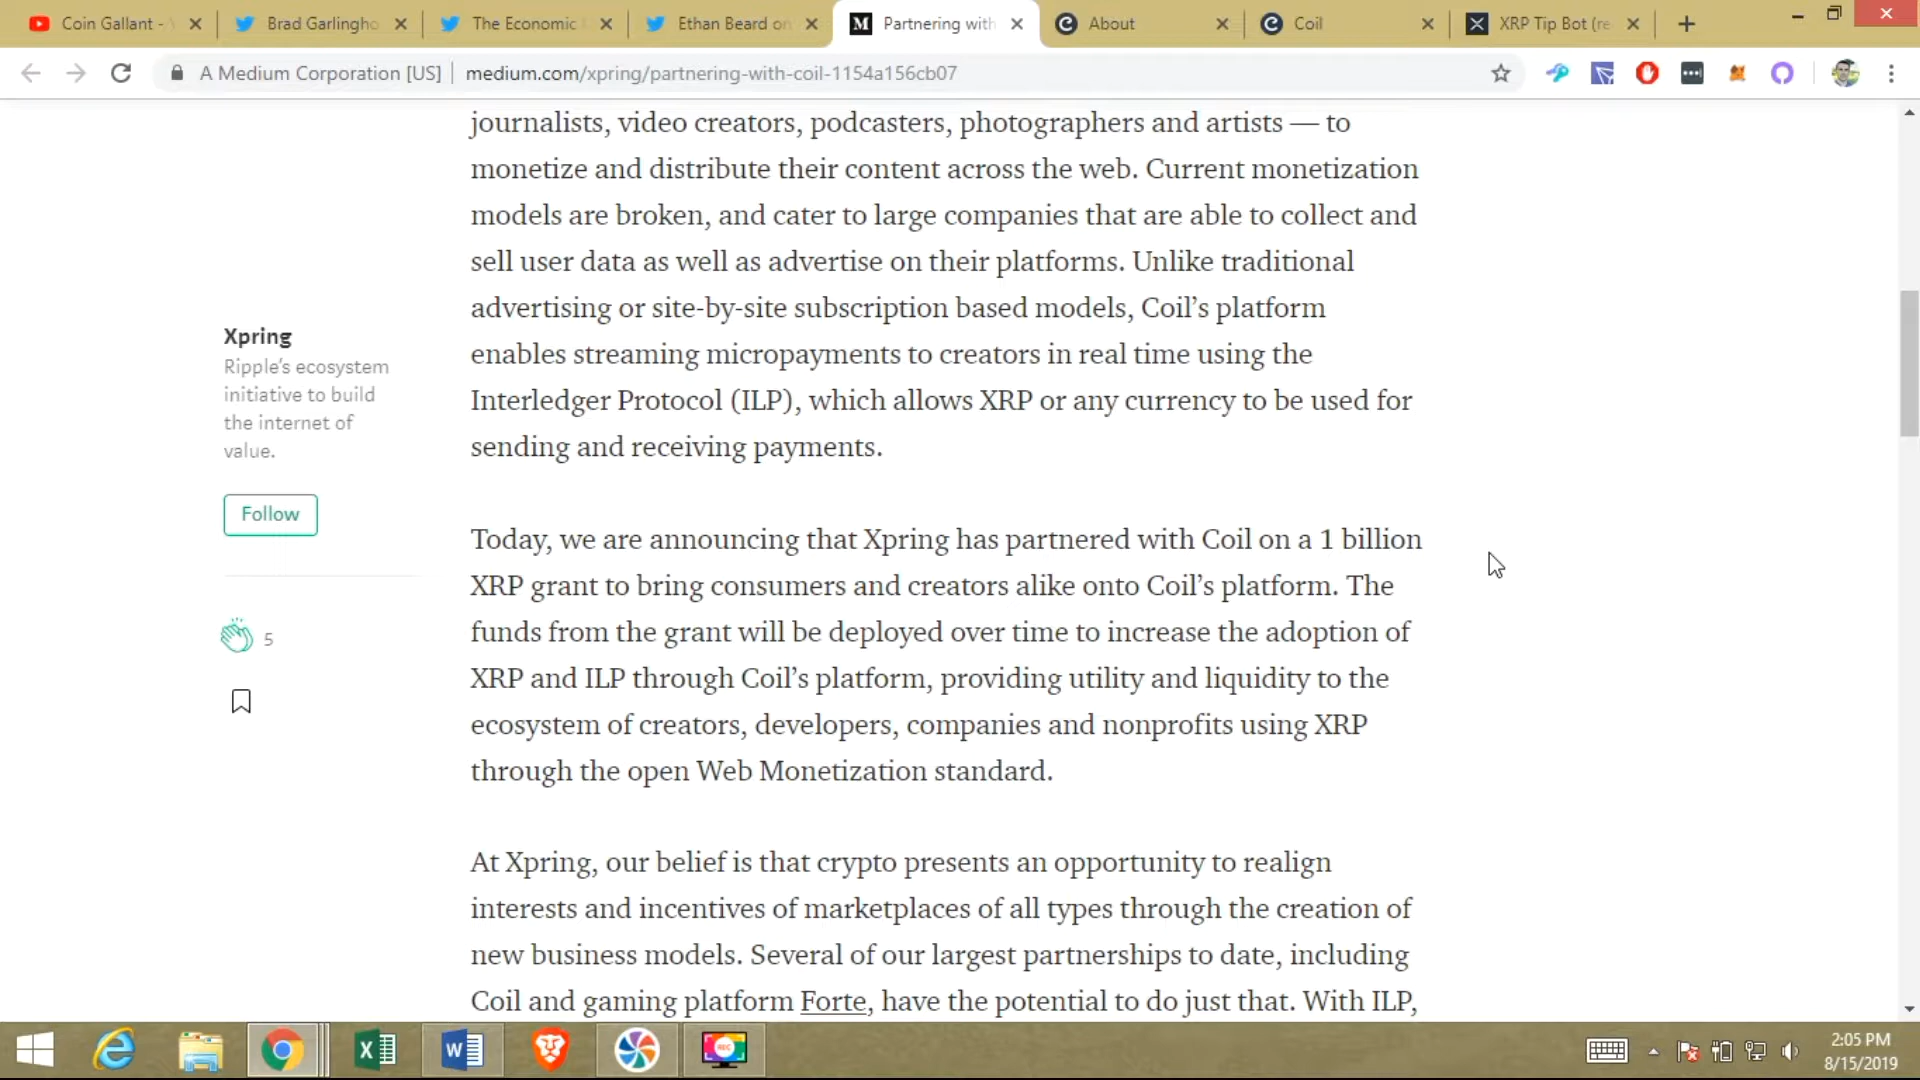 Coin Gallant -
Brad Garlingho
The Economic
Ethan Beard on
Partnering with
About
Coil
XRP Tip Bot (re
A Medium Corporation [US]
medium.com/xpring/partnering-with-coil-1154a156cb07
journalists, video creators, podcasters, photographers and artists — to
monetize and distribute their content across the web. Current monetization
models are broken, and cater to large companies that are able to collect and
sell user data as well as advertise on their platforms. Unlike traditional
advertising or site-by-site subscription based models, Coil’s platform
enables streaming micropayments to creators in real time using the
Interledger Protocol (ILP), which allows XRP or any currency to be used for
sending and receiving payments.
Xpring
Ripple’s ecosystem
initiative to build
the internet of
value.
Follow
5
Today, we are announcing that Xpring has partnered with Coil on a 1 billion
XRP grant to bring consumers and creators alike onto Coil’s platform. The
funds from the grant will be deployed over time to increase the adoption of
XRP and ILP through Coil’s platform, providing utility and liquidity to the
ecosystem of creators, developers, companies and nonprofits using XRP
through the open Web Monetization standard.
At Xpring, our belief is that crypto presents an opportunity to realign
interests and incentives of marketplaces of all types through the creation of
new business models. Several of our largest partnerships to date, including
Coil and gaming platform Forte, have the potential to do just that. With ILP,
2:05 PM
8/15/2019